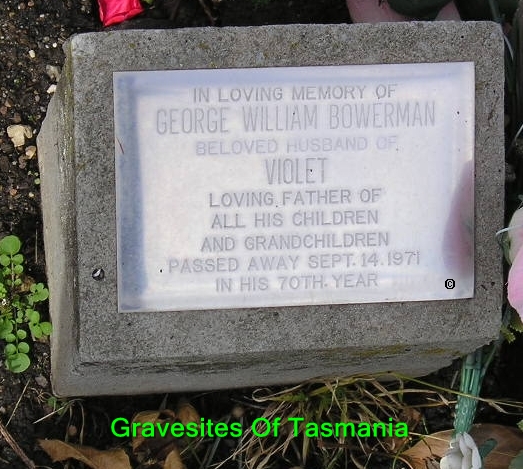 IN LOVING MEMORY OF
GEORGE WILLIAM BOWERMAN
BELOVED HUSBAND OF
VIOLET
LOVING FATHER OF
ALL HIS CHILDREN
AND GRANDCHILDREN
PASSED AWAY SEPT. 14. 1971
IN HIS 70TH. YEAR
©
Gravesites Of Tasmania